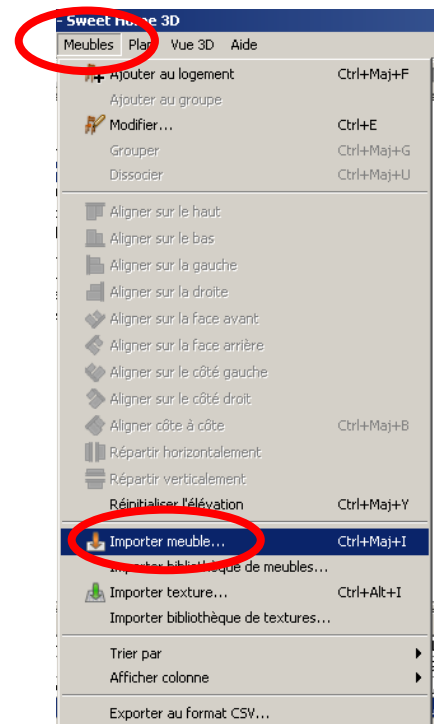 - Sweet Home 3D
Meubles Plan Vue 3D Aide
Ajouter au logement Ctrl+Maj+F
Ajouter au groupe
Modifier... Ctrl+E
Grouper Ctrl+Maj+G
Dissocier Ctrl+Maj+U
Aligner sur le haut
Aligner sur le bas
Aligner sur la gauche
Aligner sur la droite
Aligner sur la face avant
Aligner sur la face arrière
Aligner sur le côté gauche
Aligner sur le côté droit
Aligner côte à côte Ctrl+Maj+B
Répartir horizontalement
Répartir verticalement
Réinitialiser l'élévation Ctrl+Maj+Y
Importer meuble... Ctrl+Maj+I
Importer bibliothèque de meubles...
Importer texture... Ctrl+Alt+I
Importer bibliothèque de textures...
Trier par
Afficher colonne
Exporter au format CSV...